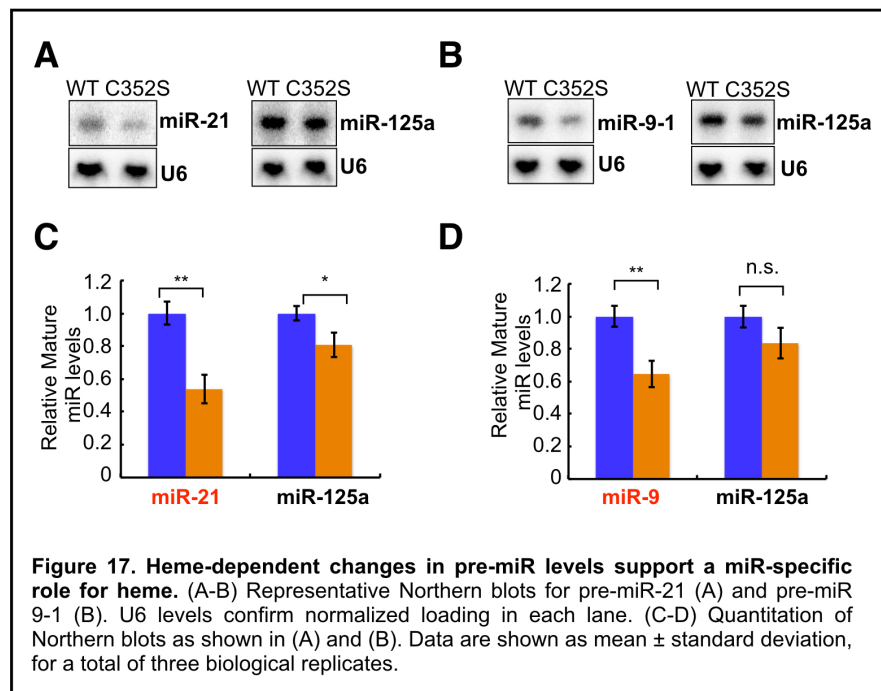 A
B
WT C352S
WT C352S
WT C352S
WT C352S
miR-21
miR-125a
miR-9-1
miR-125a
U6
U6
U6
U6
C
D
Relative Mature
miR levels
1.2
1.0
0.8
0.6
0.4
0.2
0
**
*
miR-21
miR-125a
Relative Mature
miR levels
1.2
1.0
0.8
0.6
0.4
0.2
0
**
n.s.
miR-9
miR-125a
Figure 17. Heme-dependent changes in pre-miR levels support a miR-specific
role for heme. (A-B) Representative Northern blots for pre-miR-21 (A) and pre-miR
9-1 (B). U6 levels confirm normalized loading in each lane. (C-D) Quantitation of
Northern blots as shown in (A) and (B). Data are shown as mean ± standard deviation,
for a total of three biological replicates.